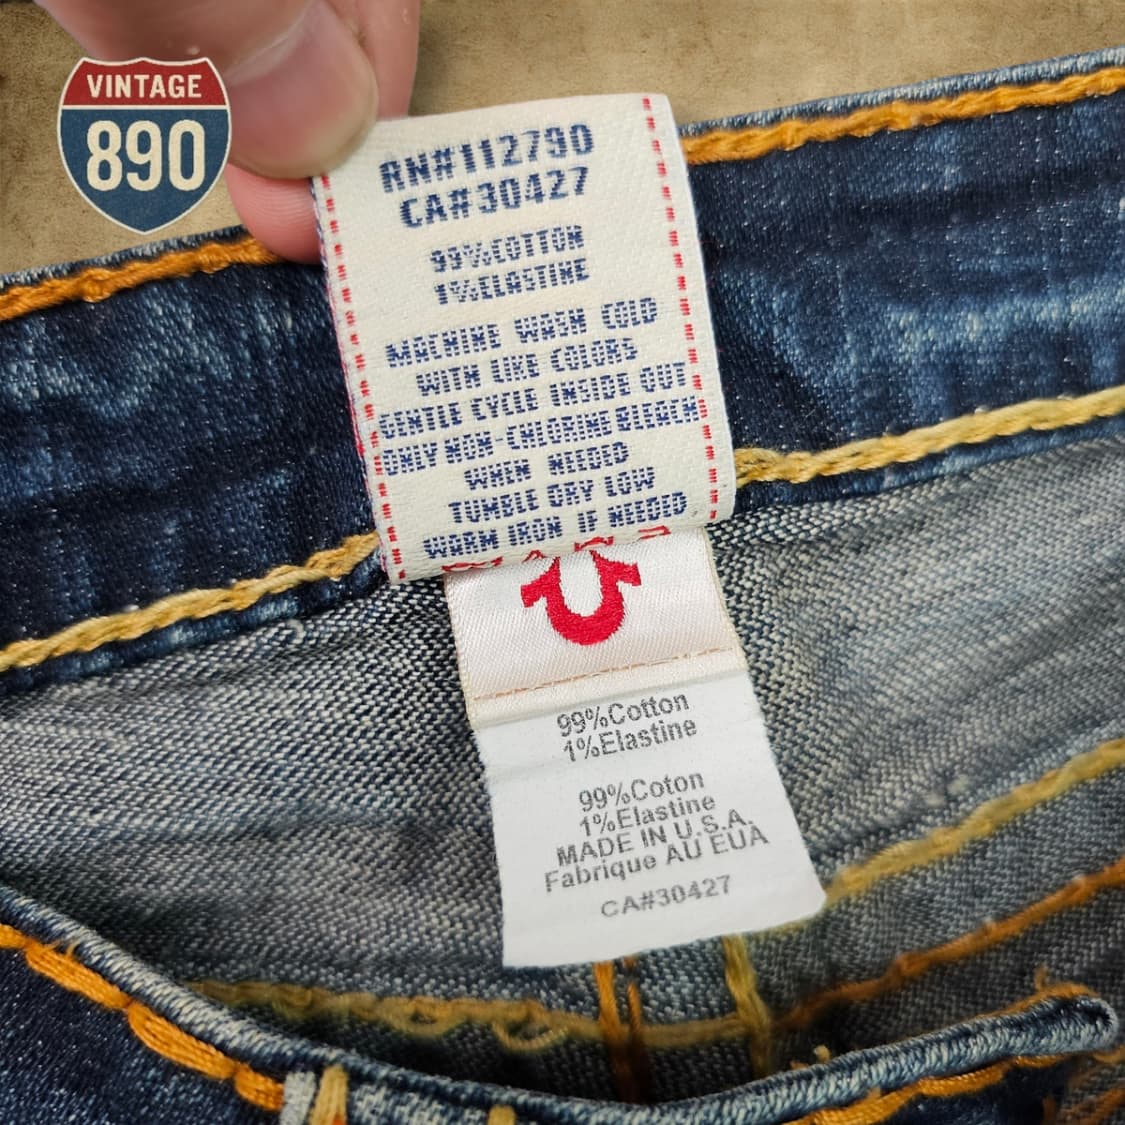 VINTAGE
890
RN#112790
CA#30427
99%COTTON
1%ELASTINE
MACHINE WASH COLD
WITH LIKE COLORS
GENTLE CYCLE INSIDE OUT
ONLY NON-CHLORINE BLEACH
WHEN NEEDED
TUMBLE DRY LOW
WARM IRON IF NEEDED
99%Cotton
1%Elastine
99%Coton
1%Elastine
MADE IN U.S.A.
Fabrique AU EUA
CA#30427